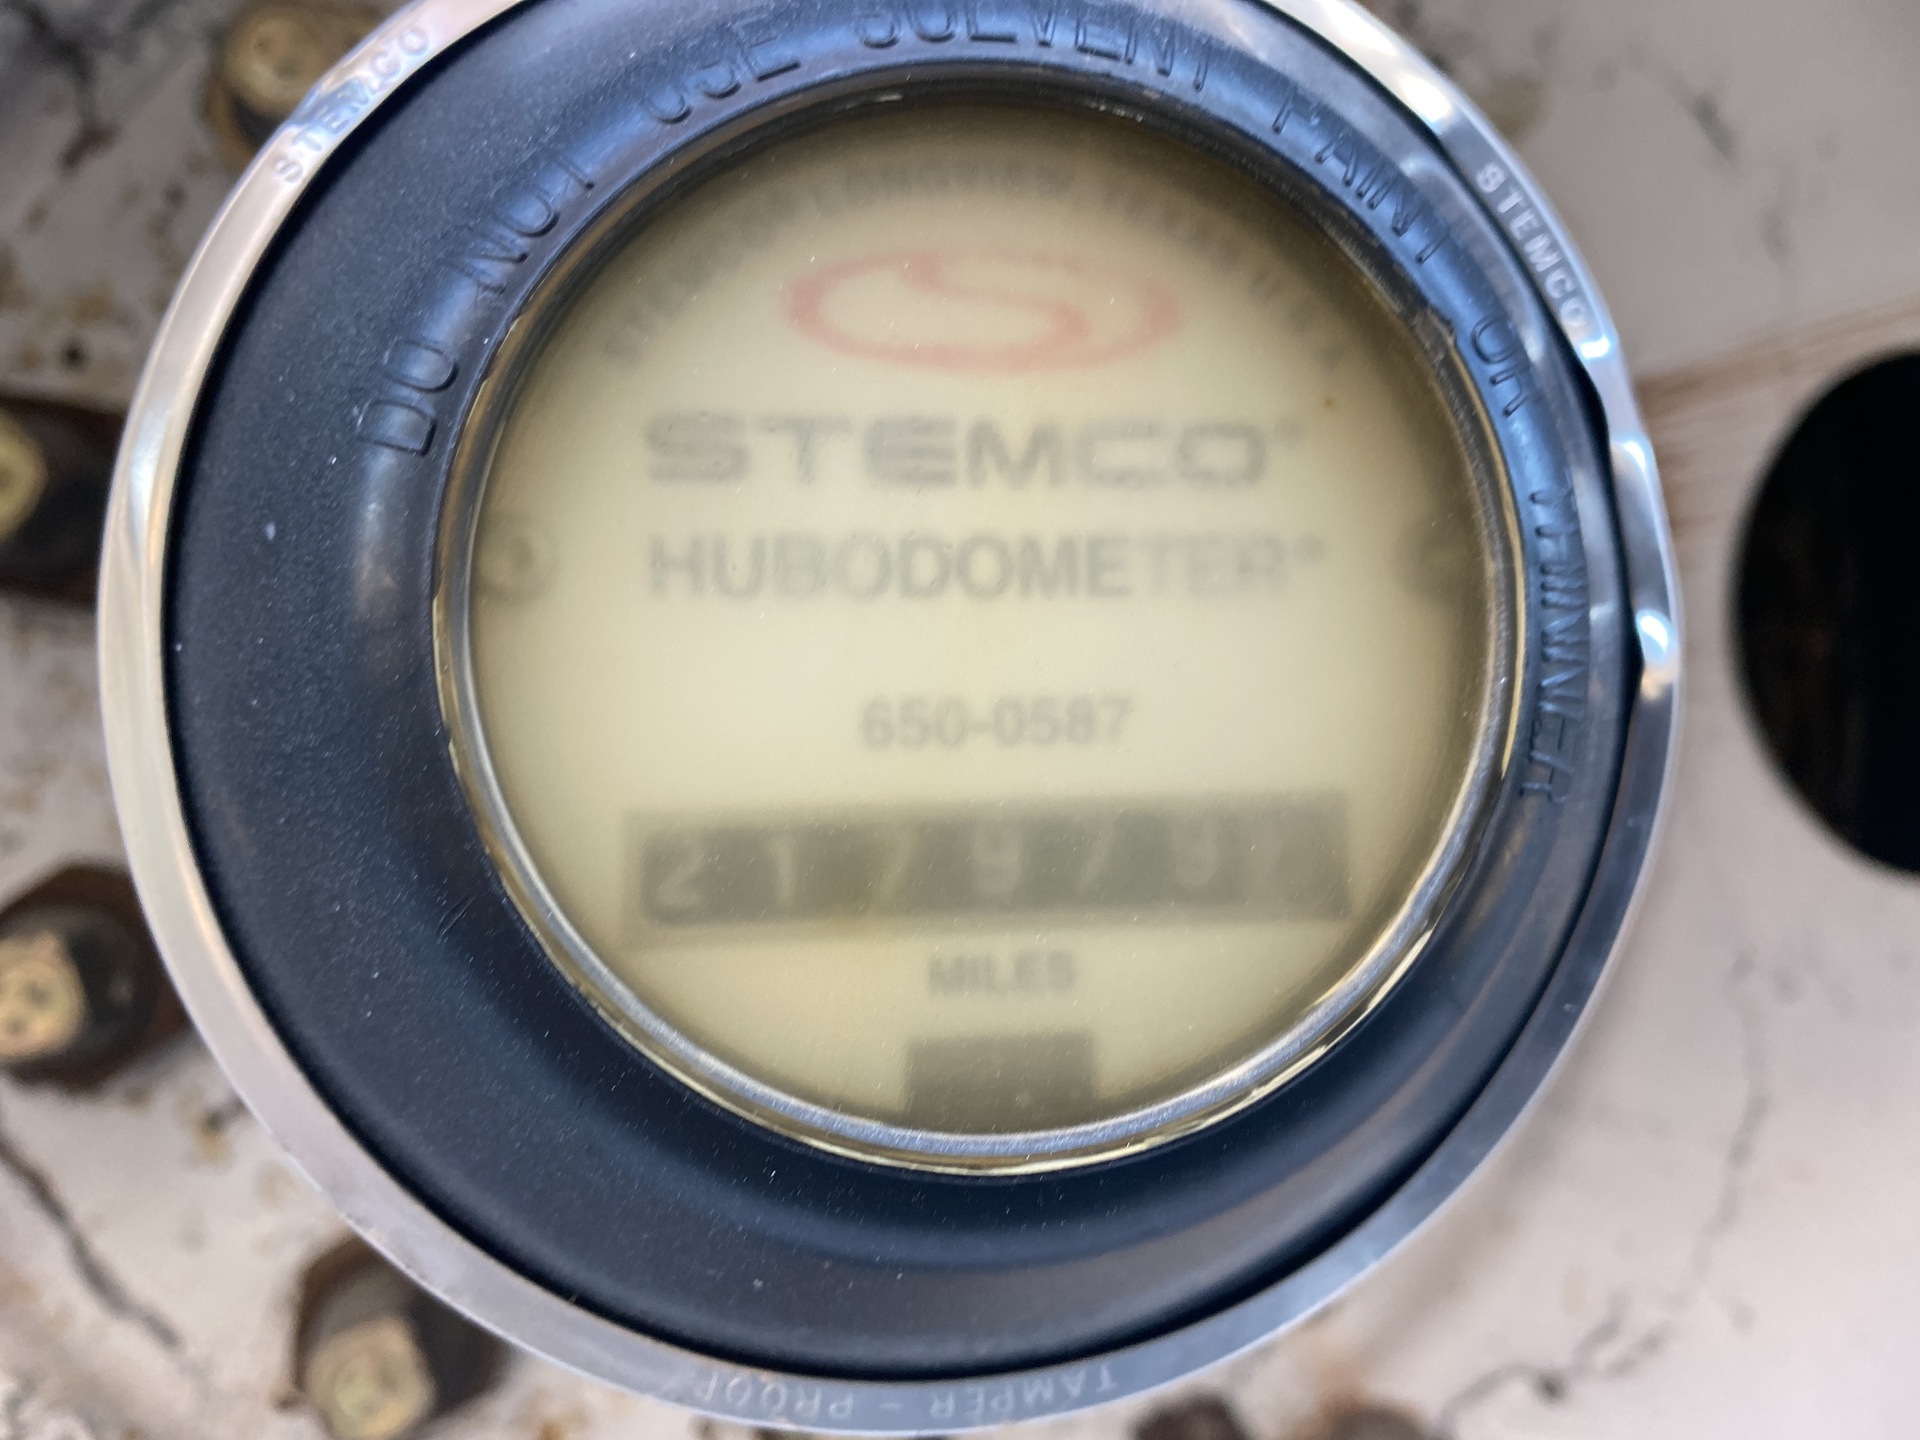 STEMCO
STEMCO
DO NOT USE SOLVENT PAINT OR THINNER
STEMCO
HUBODOMETER
650-0587
MILES
TAMPER - PROOF